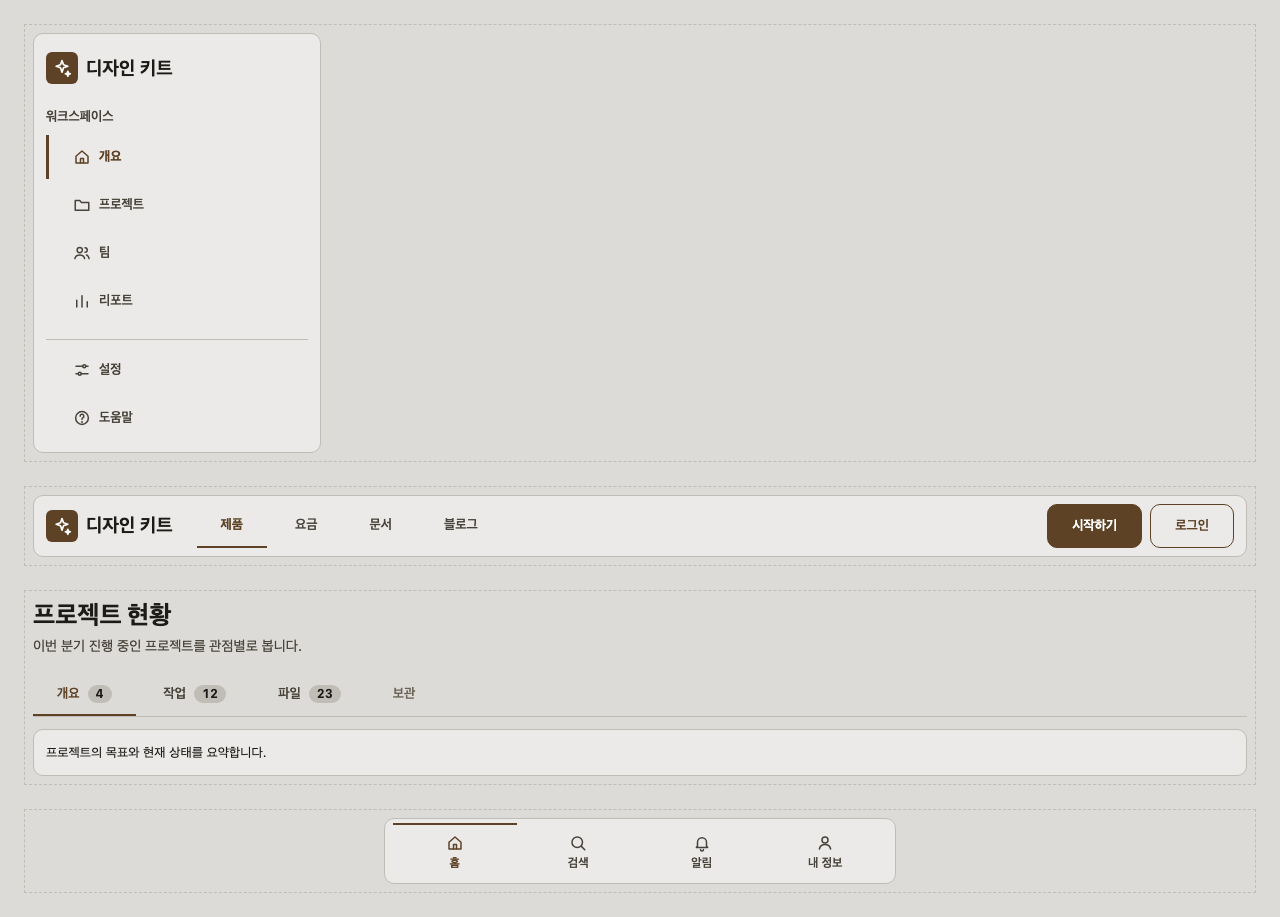 디자인 키트
워크스페이스
개요
프로젝트
팀
리포트
설정
도움말
디자인 키트 제품 요금 문서 블로그 시작하기 로그인
프로젝트 현황
이번 분기 진행 중인 프로젝트를 관점별로 봅니다.
개요 4 작업 12 파일 23 보관
프로젝트의 목표와 현재 상태를 요약합니다.
홈 검색 알림 내 정보